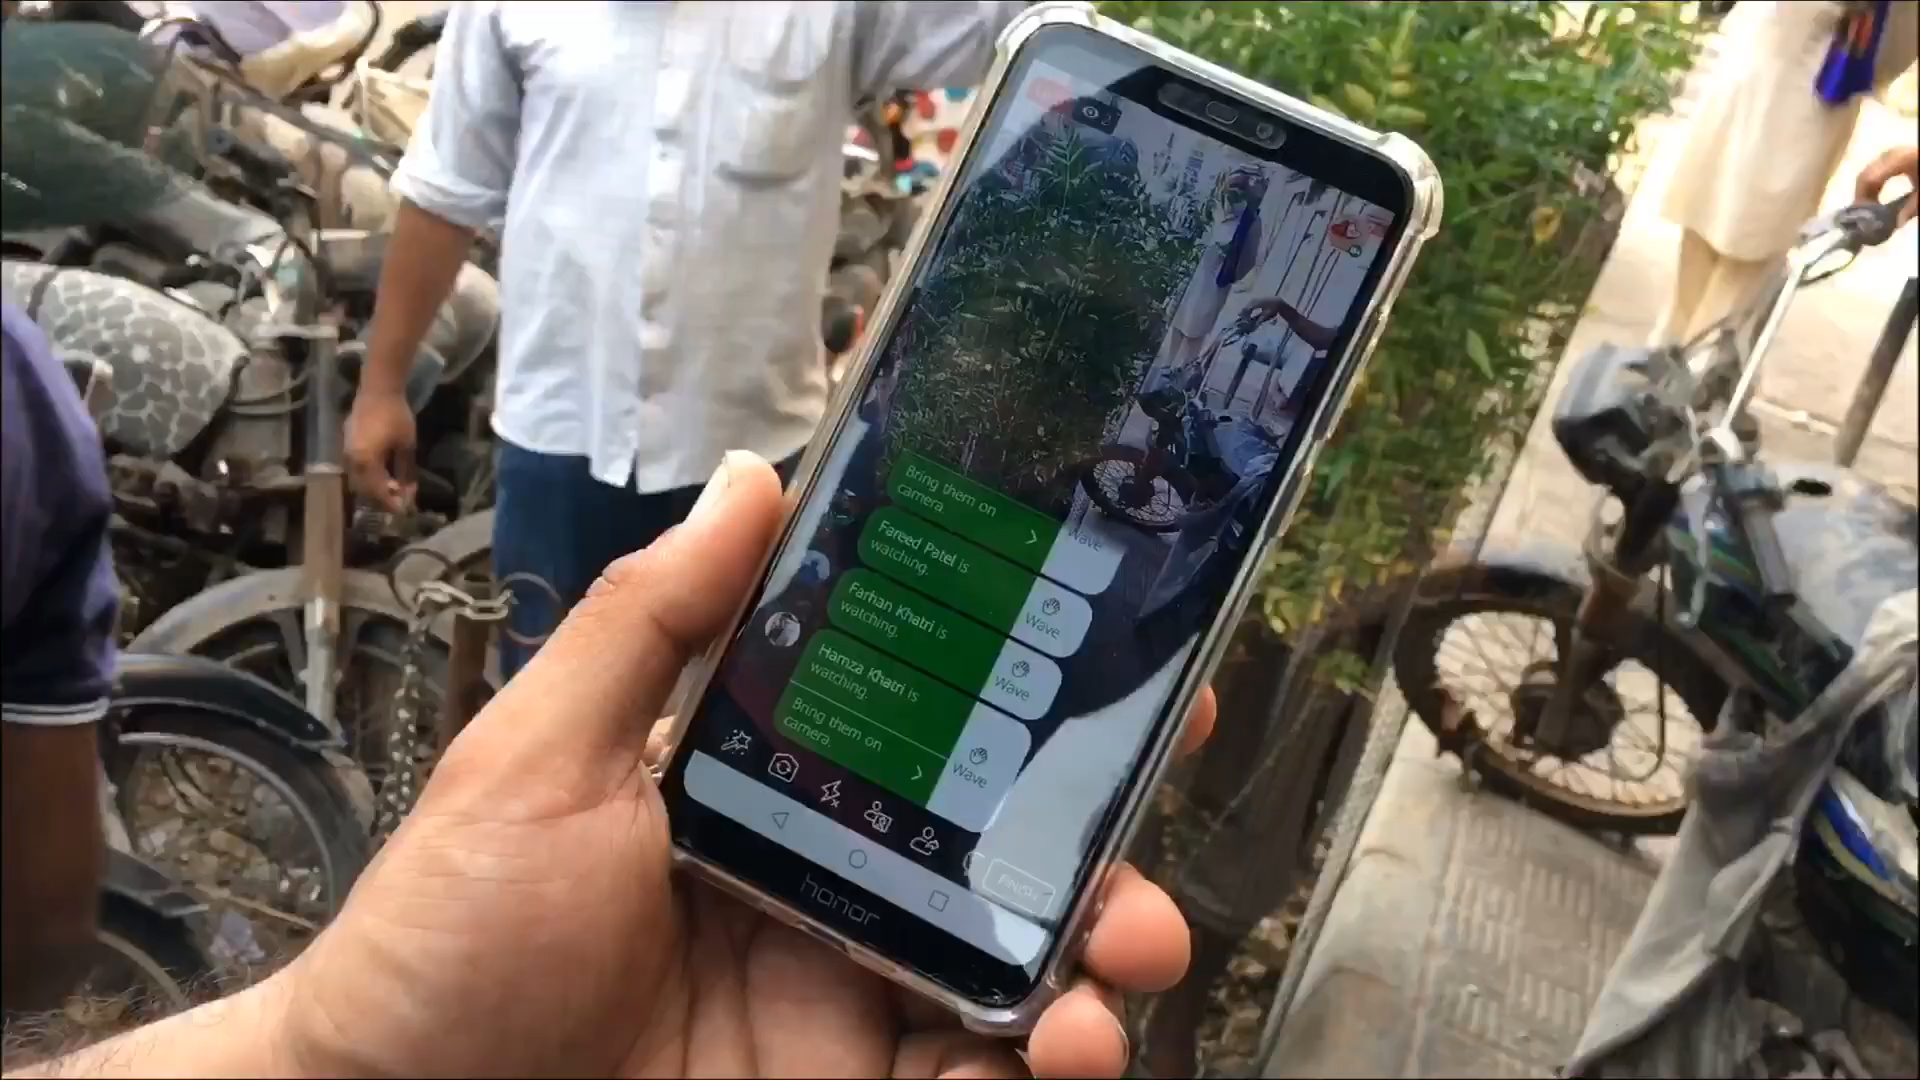 Bring them on
camera
Wave
Fareed Patel is
watching.
Wave
Farhan Khatri is
watching.
Wave
Hamza Khatri is
watching.
Bring them on
camera.
Wave
FINISH
honor